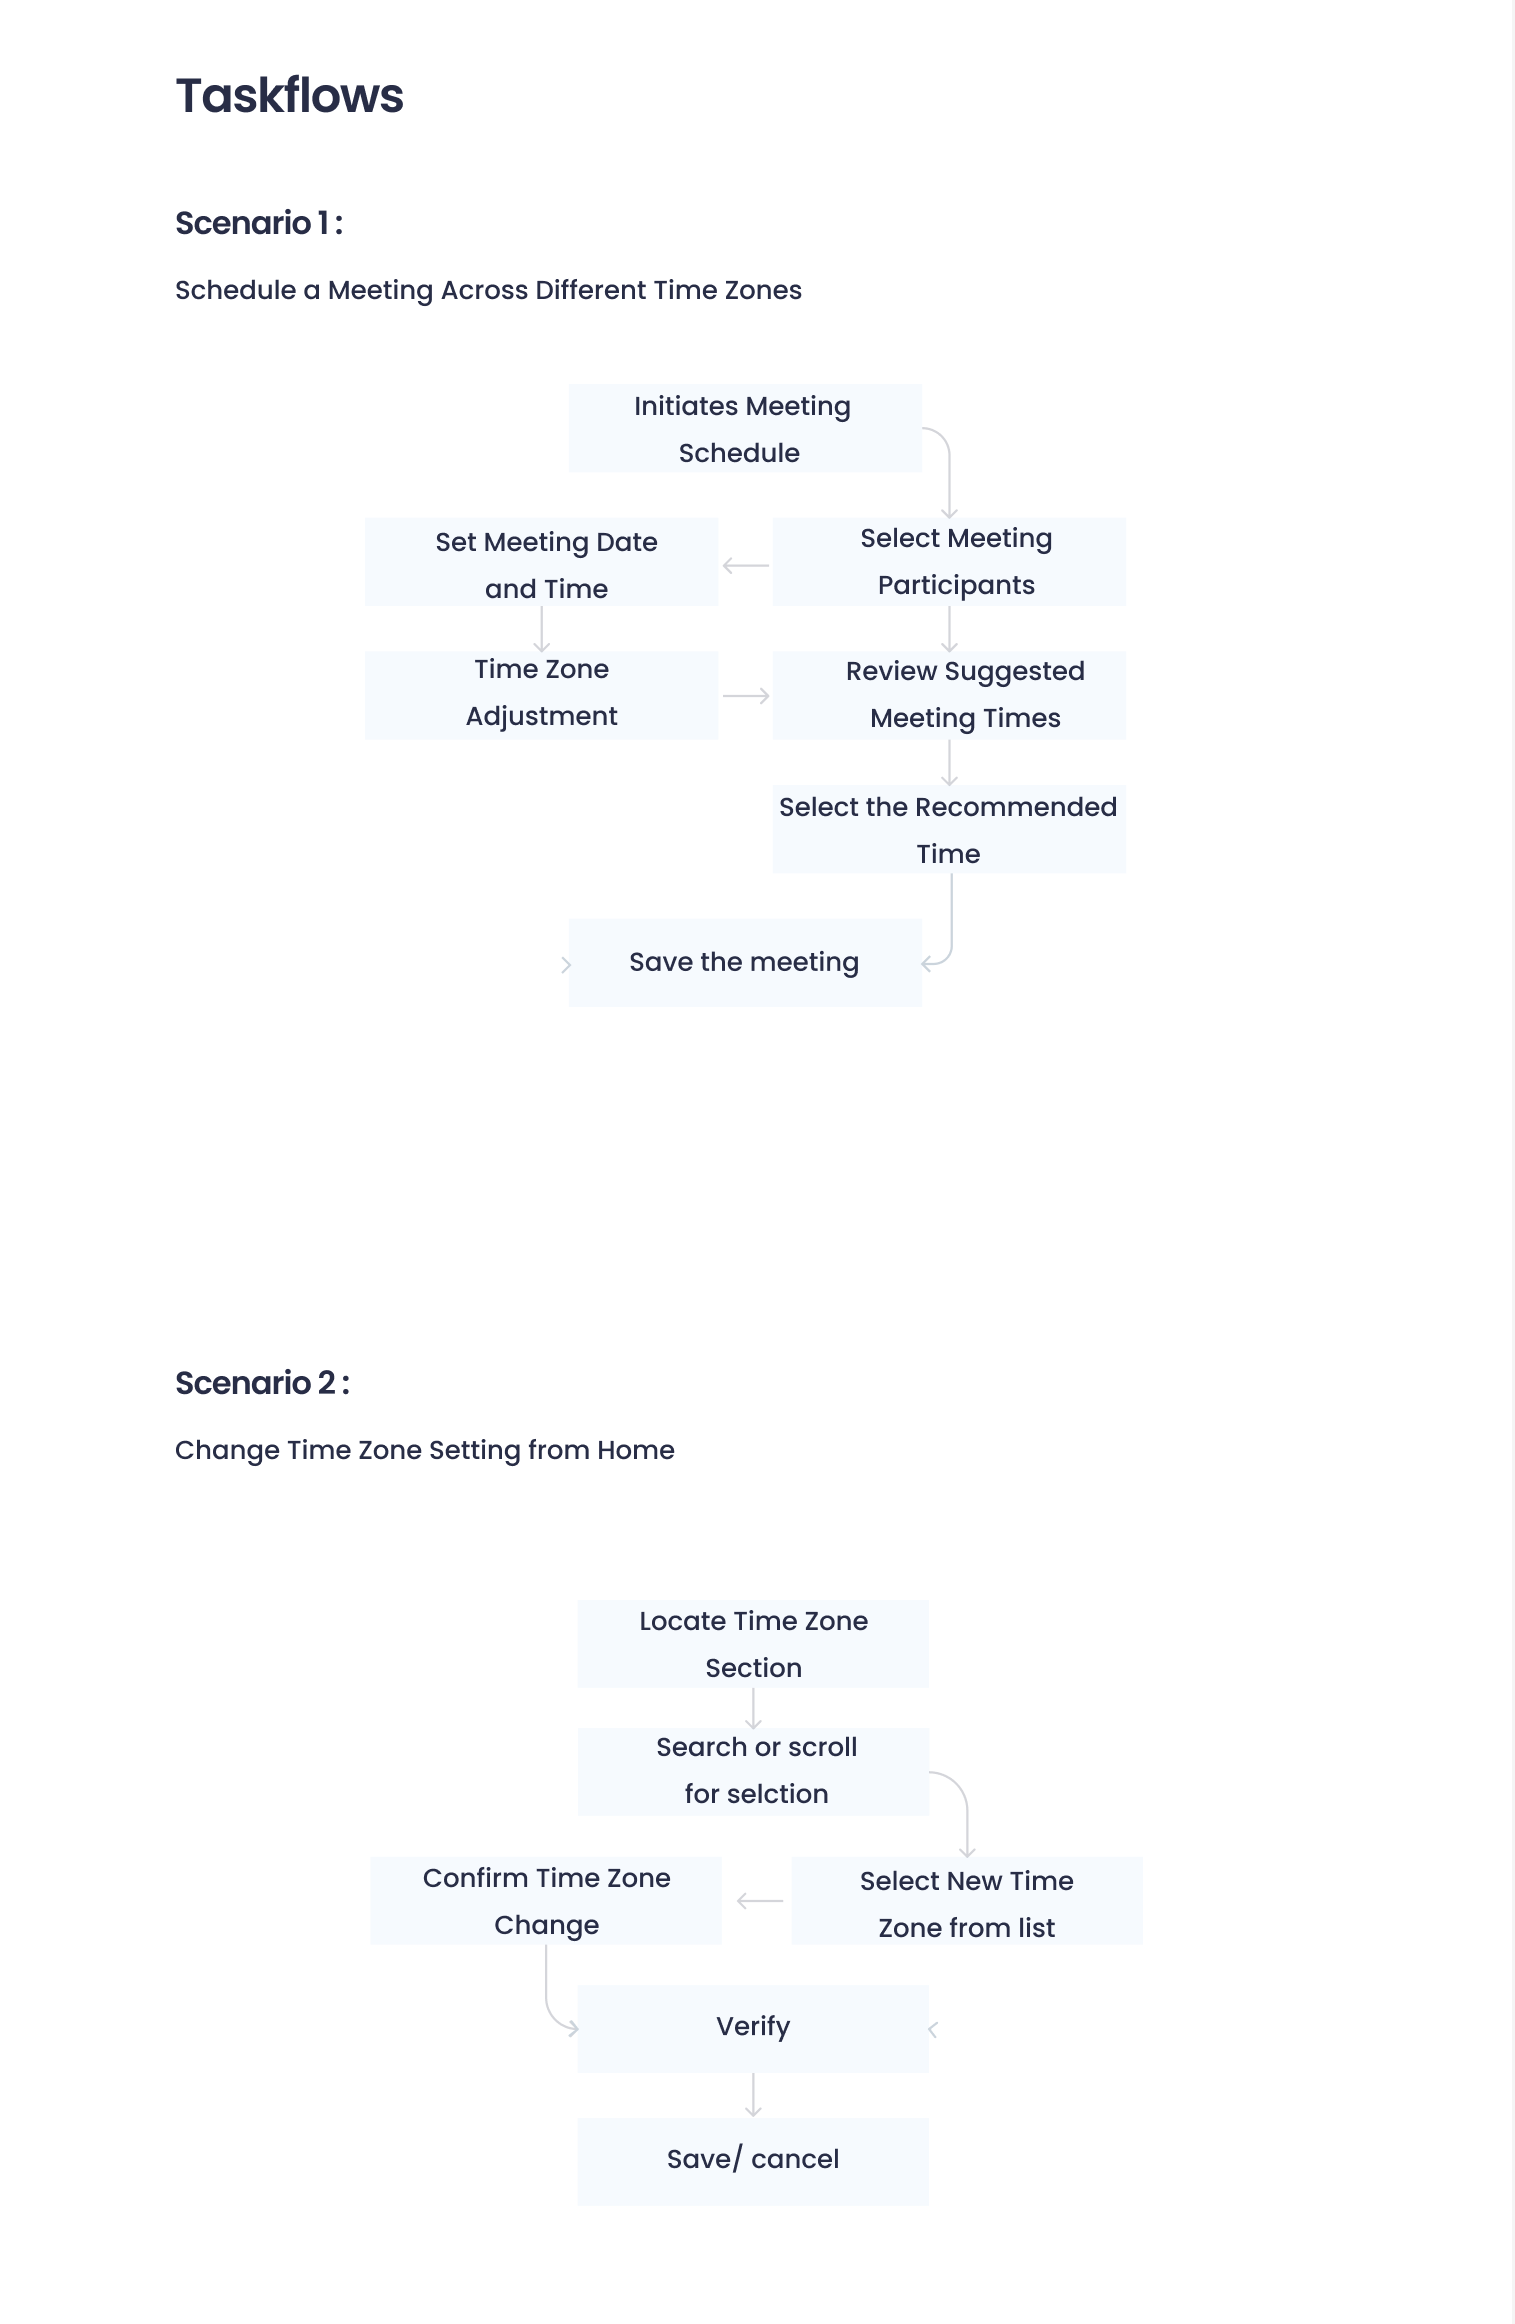 Taskflows
Scenario 1 :
Schedule a Meeting Across Different Time Zones
Initiates Meeting
Schedule
Set Meeting Date
and Time
Select Meeting
Participants
Time Zone
Adjustment
Review Suggested
Meeting Times
Select the Recommended
Time
Save the meeting
Scenario 2 :
Change Time Zone Setting from Home
Locate Time Zone
Section
Search or scroll
for selction
Confirm Time Zone
Change
Select New Time
Zone from list
Verify
Save/ cancel